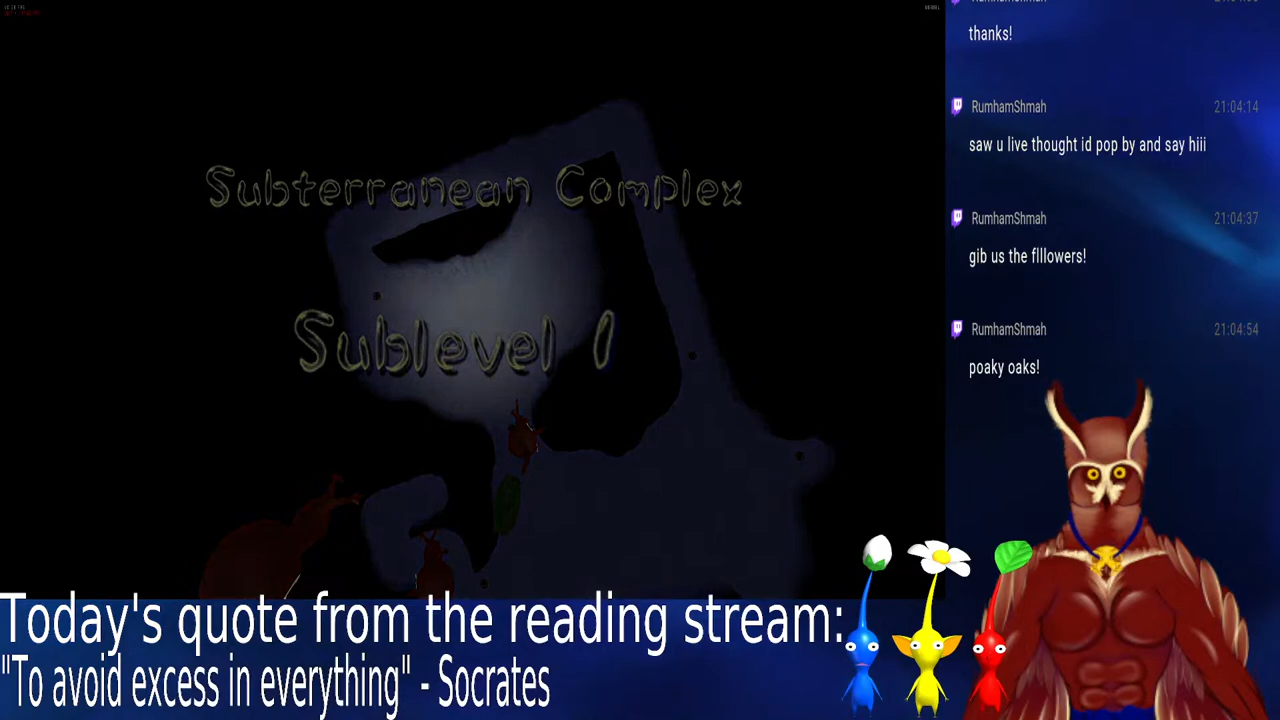 Subterranean Complex
Sublevel 1
thanks!
RumhamShmah 21:04:14
saw u live thought id pop by and say hiii
RumhamShmah 21:04:37
gib us the flllowers!
RumhamShmah 21:04:54
poaky oaks!
Today's quote from the reading stream:
"To avoid excess in everything" - Socrates